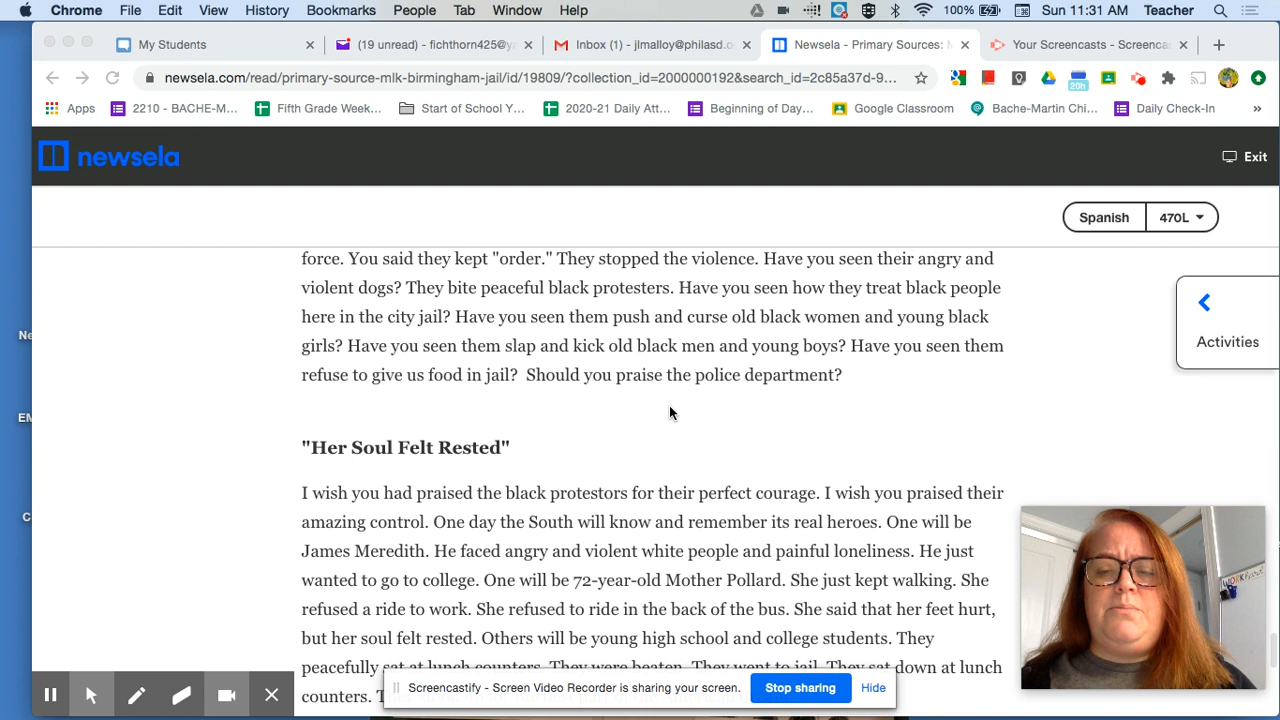 Chrome File Edit View History Bookmarks People Tab Window Help 100% Sun 11:31 AM Teacher
My Students (19 unread) - fichthorn425@y Inbox (1) - jlmalloy@philasd. Newsela - Primary Sources: Your screencasts - Screenca
newsela.com/read/primary-source-mlk-birmingham-jail/id/19809/?collection_id=2000000192&search_id=2c85a37d-9...
20h
Apps 2210 - BACHE-M... Fifth Grade Week... Start of School Y... 2020-21 Daily Att... Beginning of Day... Google Classroom Bache-Martin Chi... Daily Check-In »
newsela Exit
Spanish 470L
force. You said they kept "order." They stopped the violence. Have you seen their angry and
violent dogs? They bite peaceful black protesters. Have you seen how they treat black people
here in the city jail? Have you seen them push and curse old black women and young black
girls? Have you seen them slap and kick old black men and young boys? Have you seen them
refuse to give us food in jail?  Should you praise the police department?
Activities
"Her Soul Felt Rested"
I wish you had praised the black protestors for their perfect courage. I wish you praised their
amazing control. One day the South will know and remember its real heroes. One will be
James Meredith. He faced angry and violent white people and painful loneliness. He just
wanted to go to college. One will be 72-year-old Mother Pollard. She just kept walking. She
refused a ride to work. She refused to ride in the back of the bus. She said that her feet hurt,
but her soul felt rested. Others will be young high school and college students. They
peacefully sat at lunch counters. They were beaten. They went to jail. They sat down at lunch
counters.
Screencastify - Screen Video Recorder is sharing your screen. Stop sharing Hide